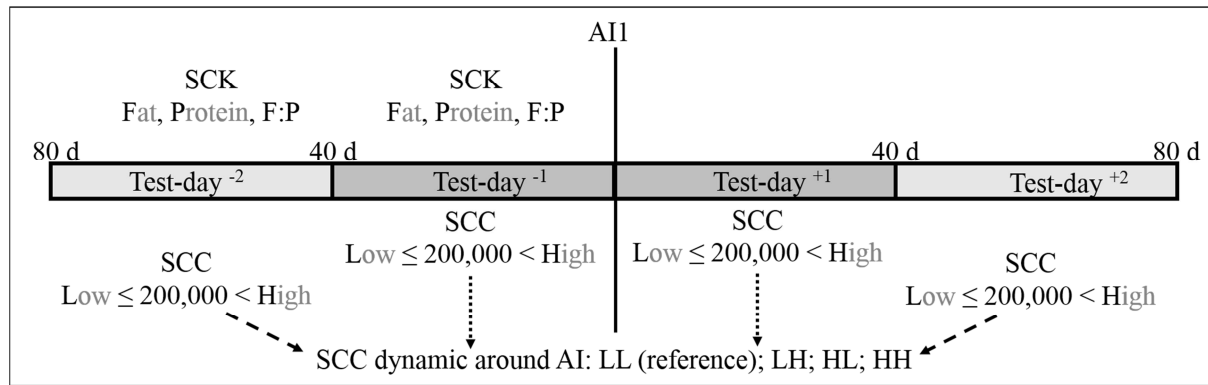 AI1
SCK SCK
Fat, Protein, F:P Fat, Protein, F:P
80 d 40 d 40 d 80 d
Test-day -2 Test-day -1 Test-day +1 Test-day +2
SCC SCC
Low ≤ 200,000 < High Low ≤ 200,000 < High
SCC SCC
Low ≤ 200,000 < High Low ≤ 200,000 < High
SCC dynamic around AI: LL (reference); LH; HL; HH